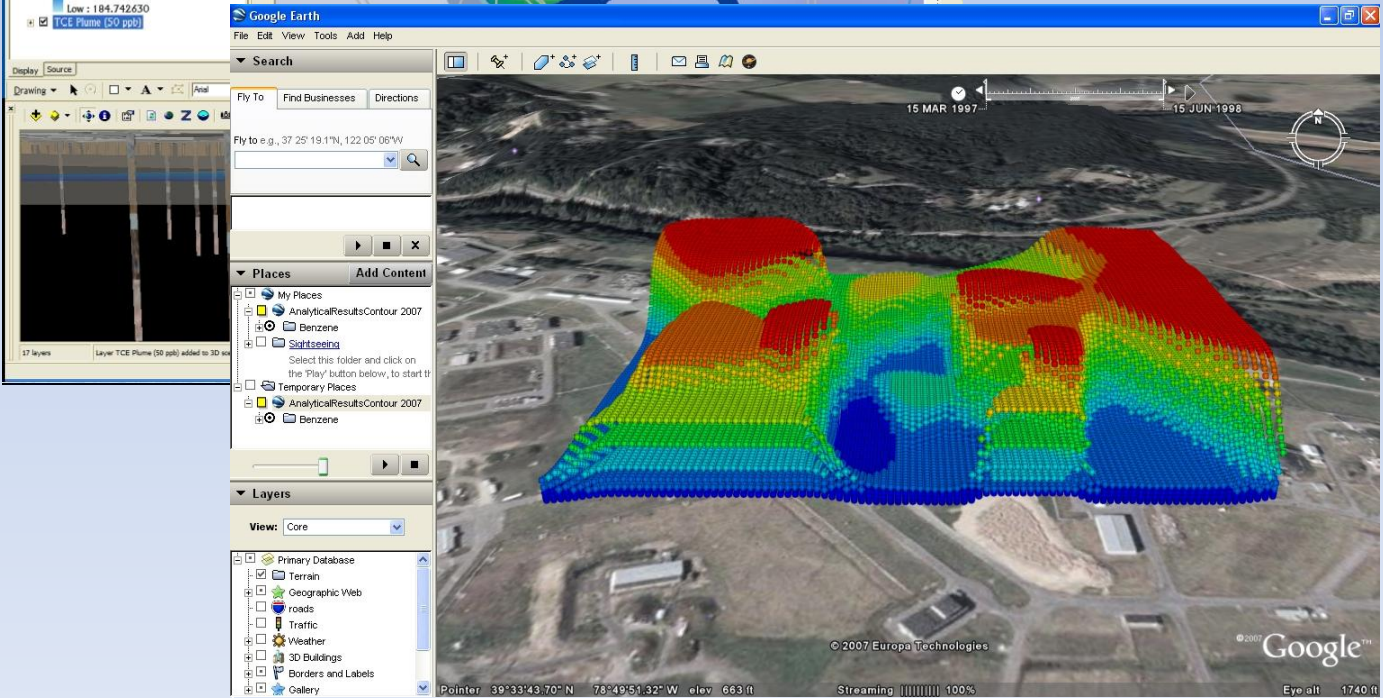 Low : 184.742630
TCE Plume (50 ppb)
Display Source
Drawing A Arial
17 layers Layer TCE Plume (50 ppb) added to 3D
Google Earth
File Edit View Tools Add Help
Search
Fly To Find Businesses Directions
Fly to e.g., 37 25' 19.1"N, 122 05' 06"W
Places Add Content
My Places
AnalyticalResultsContour 2007
Benzene
Sightseeing
Select this folder and click on
the 'Play' button below, to start
Temporary Places
AnalyticalResultsContour 2007
Benzene
Layers
View: Core
Primary Database
Terrain
Geographic Web
roads
Traffic
Weather
3D Buildings
Borders and Labels
Gallery
15 MAR 1997 15 JUN 1998
N
© 2007 Europa Technologies
©2007 Google™
Pointer 39°33'43.70" N 78°49'51.32" W elev 663 ft Streaming |||||||||| 100% Eye alt 1740 ft